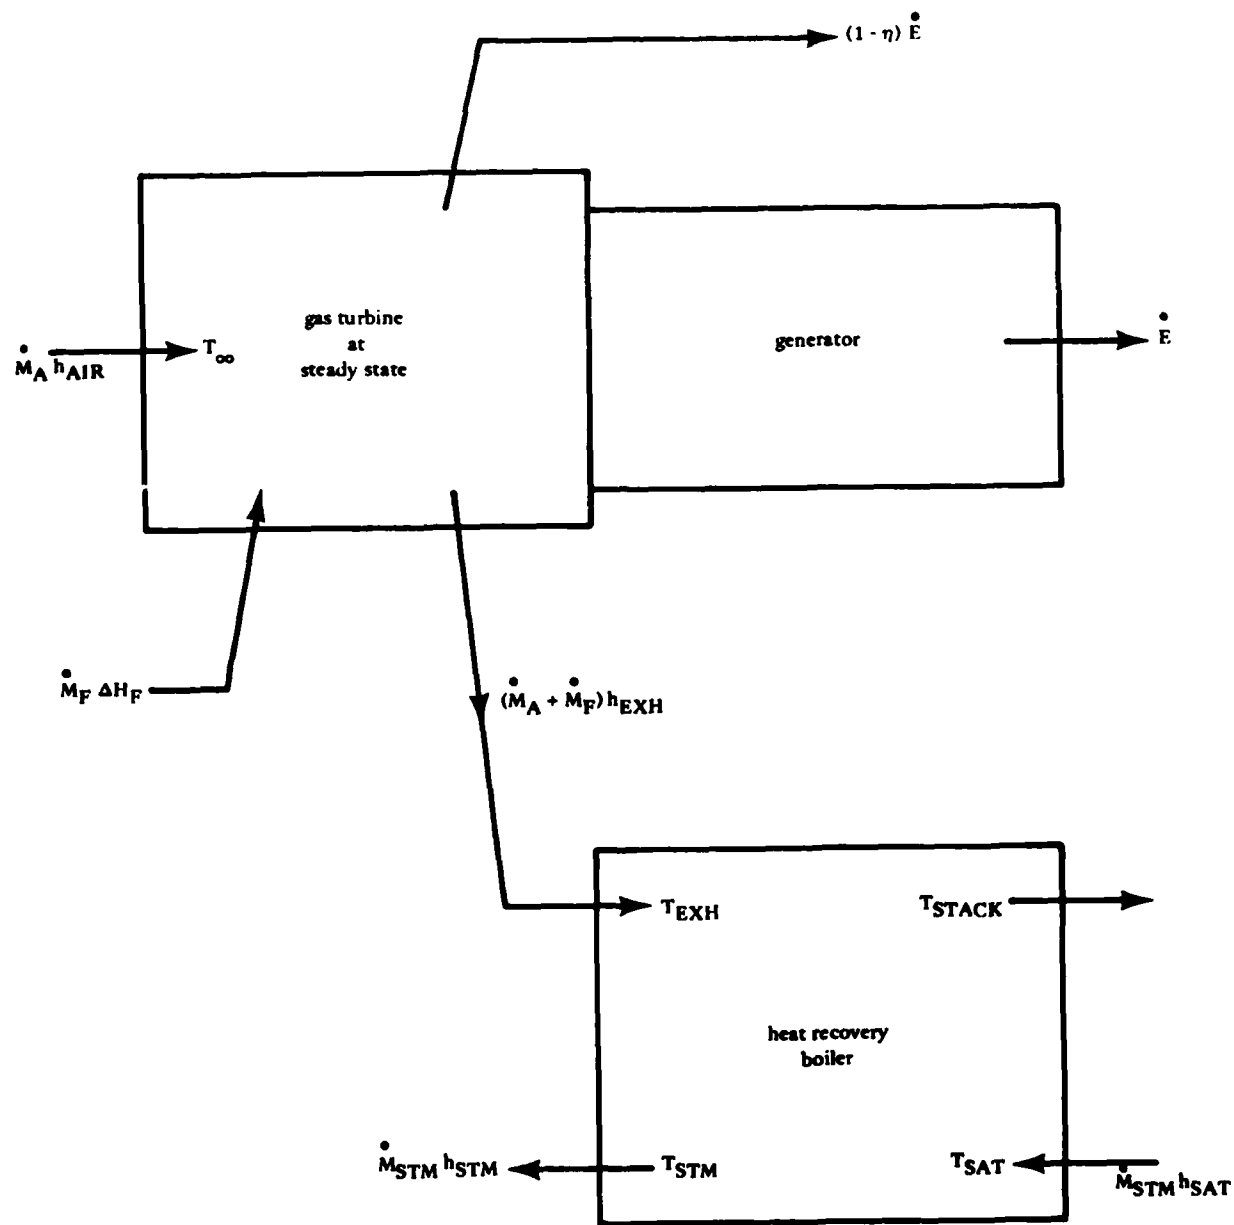 (1 - η) Ė
gas turbine
at
steady state
T∞
Ṁ_A h_AIR
generator
Ė
Ṁ_F ΔH_F
(Ṁ_A + Ṁ_F) h_EXH
T_EXH
T_STACK
heat recovery
boiler
Ṁ_STM h_STM
T_STM
T_SAT
Ṁ_STM h_SAT